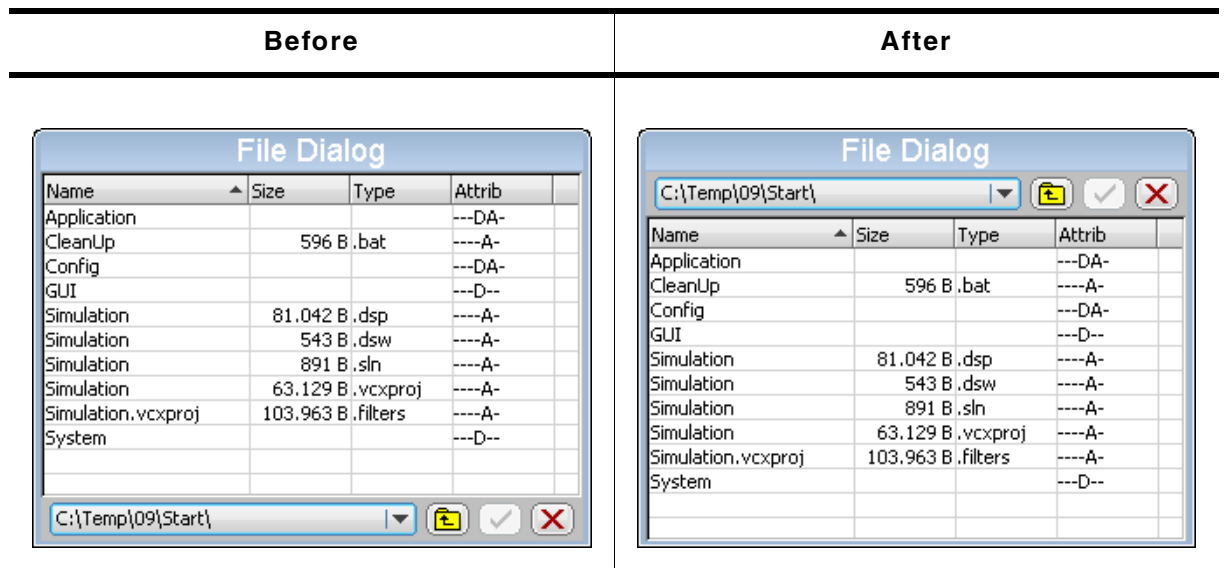 Before
After
File Dialog
Name Size Type Attrib
Application ---DA-
CleanUp 596 B .bat ----A-
Config ---DA-
GUI ---D--
Simulation 81.042 B .dsp ----A-
Simulation 543 B .dsw ----A-
Simulation 891 B .sln ----A-
Simulation 63.129 B .vcxproj ----A-
Simulation.vcxproj 103.963 B .filters ----A-
System ---D--
C:\Temp\09\Start\
File Dialog
C:\Temp\09\Start\
Name Size Type Attrib
Application ---DA-
CleanUp 596 B .bat ----A-
Config ---DA-
GUI ---D--
Simulation 81.042 B .dsp ----A-
Simulation 543 B .dsw ----A-
Simulation 891 B .sln ----A-
Simulation 63.129 B .vcxproj ----A-
Simulation.vcxproj 103.963 B .filters ----A-
System ---D--